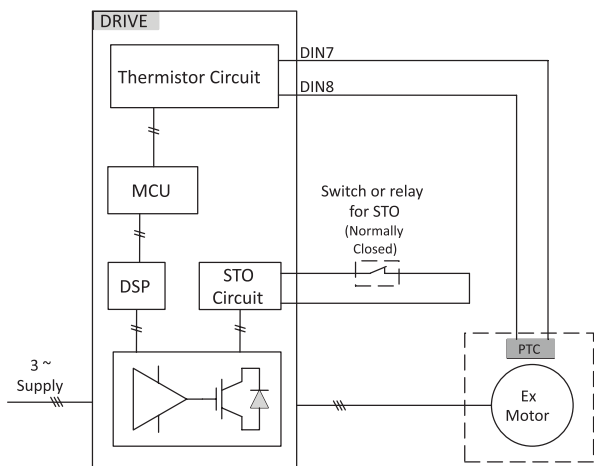 DRIVE
Thermistor Circuit
DIN7
DIN8
MCU
Switch or relay
for STO
(Normally
Closed)
DSP
STO
Circuit
3 ~
Supply
PTC
Ex
Motor